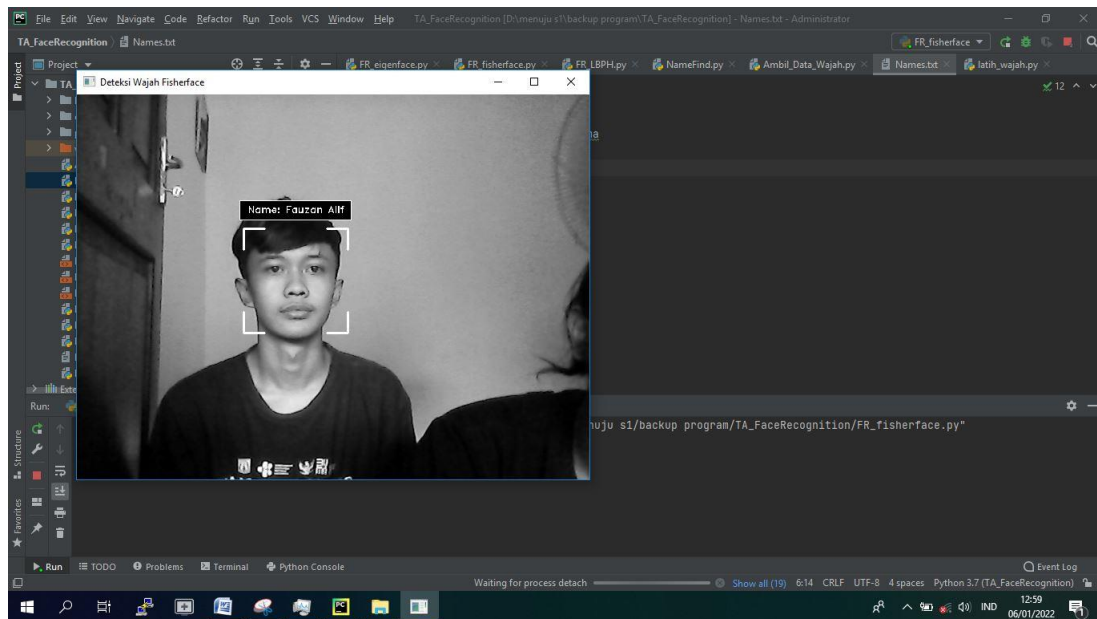 File Edit View Navigate Code Refactor Run Tools VCS Window Help TA_FaceRecognition [D:\menuju s1\backup program\TA_FaceRecognition] - Names.txt - Administrator
TA_FaceRecognition Names.txt FR_fisherface
Project Project FR_eigenface.py FR_fisherface.py FR_LBPH.py NameFind.py Ambil_Data_Wajah.py Names.txt latih_wajah.py
Deteksi Wajah Fisherface
TA_
12
Name: Fauzan Alif
Exte
Run:
nuju s1/backup program/TA_FaceRecognition/FR_fisherface.py"
Structure
Favorites
Run TODO Problems Terminal Python Console Event Log
Waiting for process detach Show all (19) 6:14 CRLF UTF-8 4 spaces Python 3.7 (TA_FaceRecognition)
IND 12:59
06/01/2022